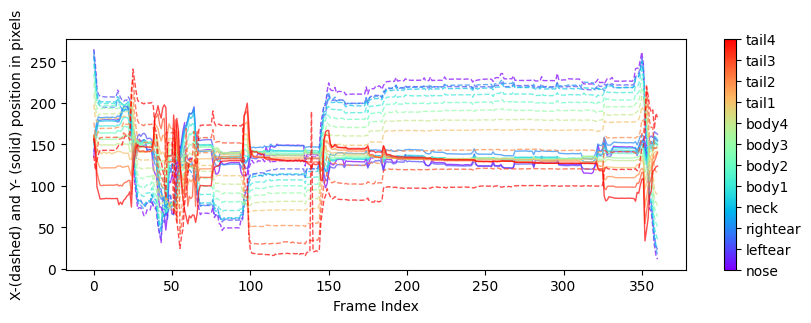 X-(dashed) and Y- (solid) position in pixels
250
200
150
100
50
0
0 50 100 150 200 250 300 350
Frame Index
tail4
tail3
tail2
tail1
body4
body3
body2
body1
neck
rightear
leftear
nose